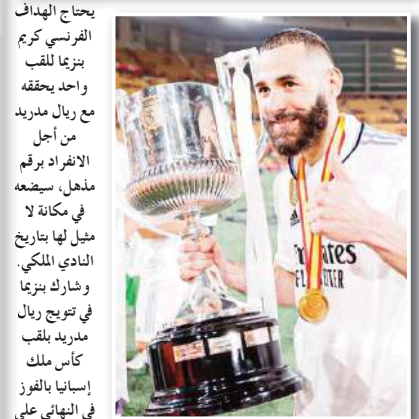 يحتاج الهداف
الفرنسي كريم
بنزيما للقب
واحد يحققه
مع ريال مدريد
من أجل
الانفراد برقم
مذهل، سيضعه
في مكانة لا
مثيل لها بتاريخ
النادي الملكي.
وشارك بنزيما
في تتويج ريال
مدريد بلقب
كأس ملك
إسبانيا بالفوز
في النهائي على